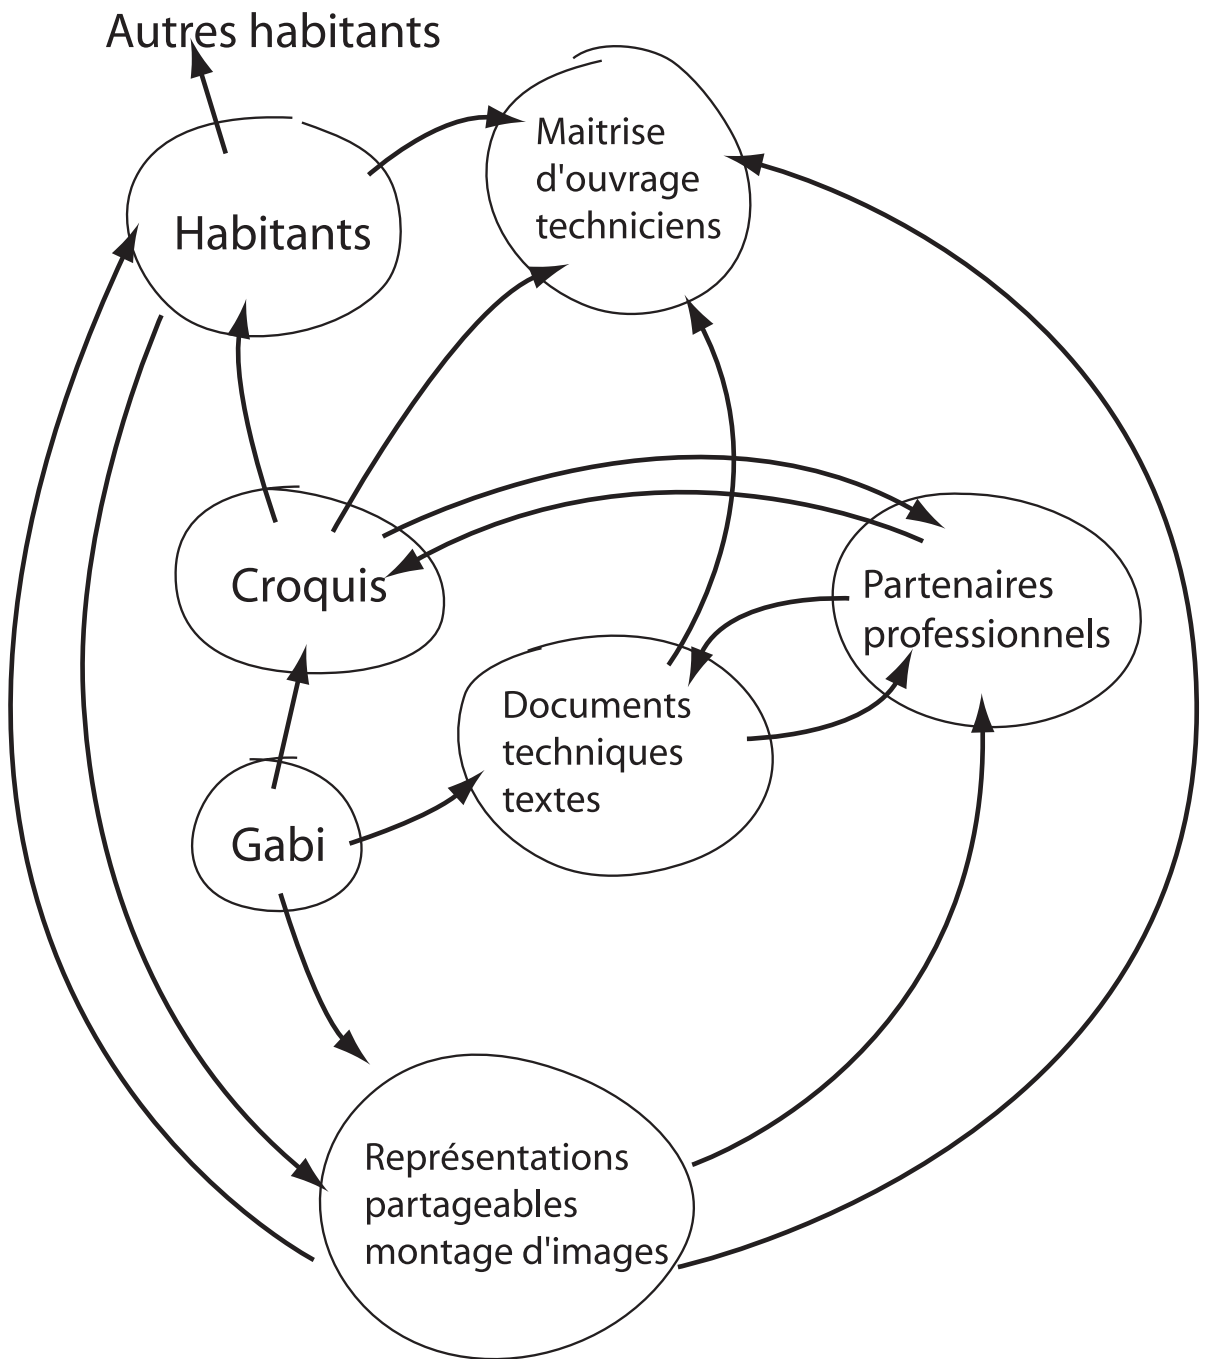 Autres habitants
Maitrise
d'ouvrage
techniciens
Habitants
Croquis
Partenaires
professionnels
Documents
techniques
textes
Gabi
Représentations
partageables
montage d'images